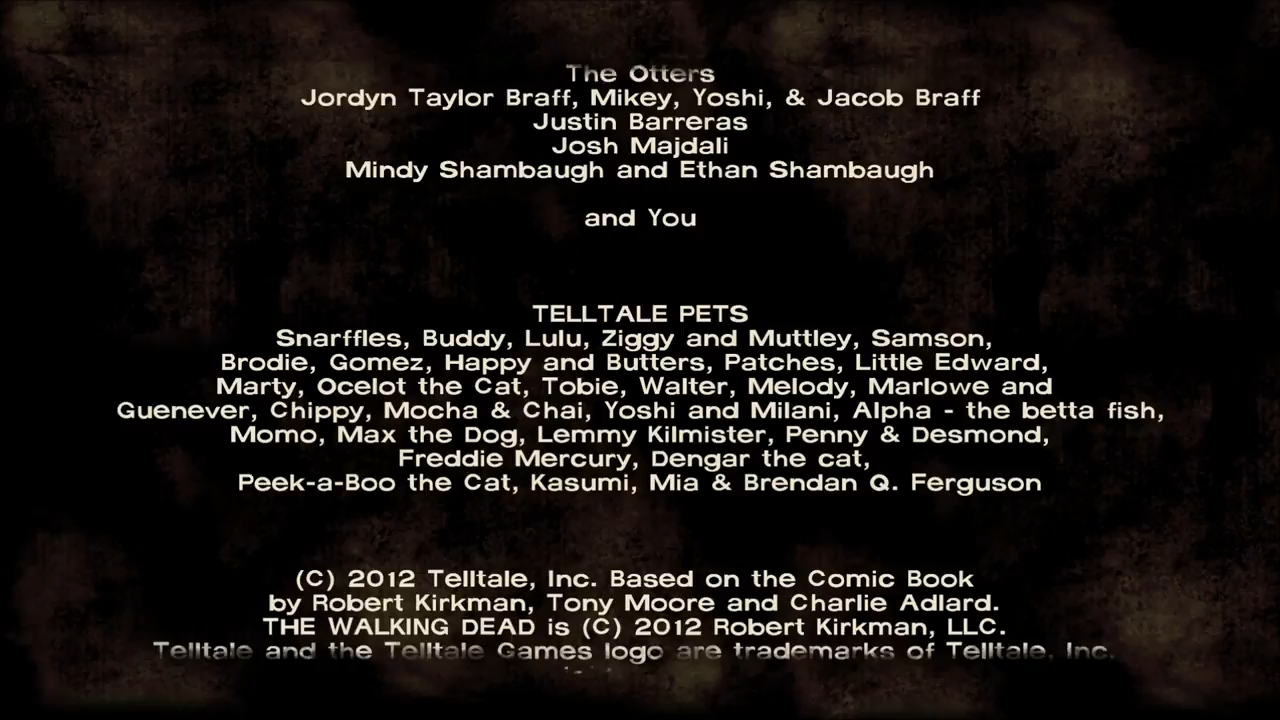 The Otters
Jordyn Taylor Braff, Mikey, Yoshi, & Jacob Braff
Justin Barreras
Josh Majdali
Mindy Shambaugh and Ethan Shambaugh
and You
TELLTALE PETS
Snarffles, Buddy, Lulu, Ziggy and Muttley, Samson,
Brodie, Gomez, Happy and Butters, Patches, Little Edward,
Marty, Ocelot the Cat, Tobie, Walter, Melody, Marlowe and
Guenever, Chippy, Mocha & Chai, Yoshi and Milani, Alpha - the betta fish,
Momo, Max the Dog, Lemmy Kilmister, Penny & Desmond,
Freddie Mercury, Dengar the cat,
Peek-a-Boo the Cat, Kasumi, Mia & Brendan Q. Ferguson
(C) 2012 Telltale, Inc. Based on the Comic Book
by Robert Kirkman, Tony Moore and Charlie Adlard.
THE WALKING DEAD is (C) 2012 Robert Kirkman, LLC.
Telltale and the Telltale Games logo are trademarks of Telltale, Inc.